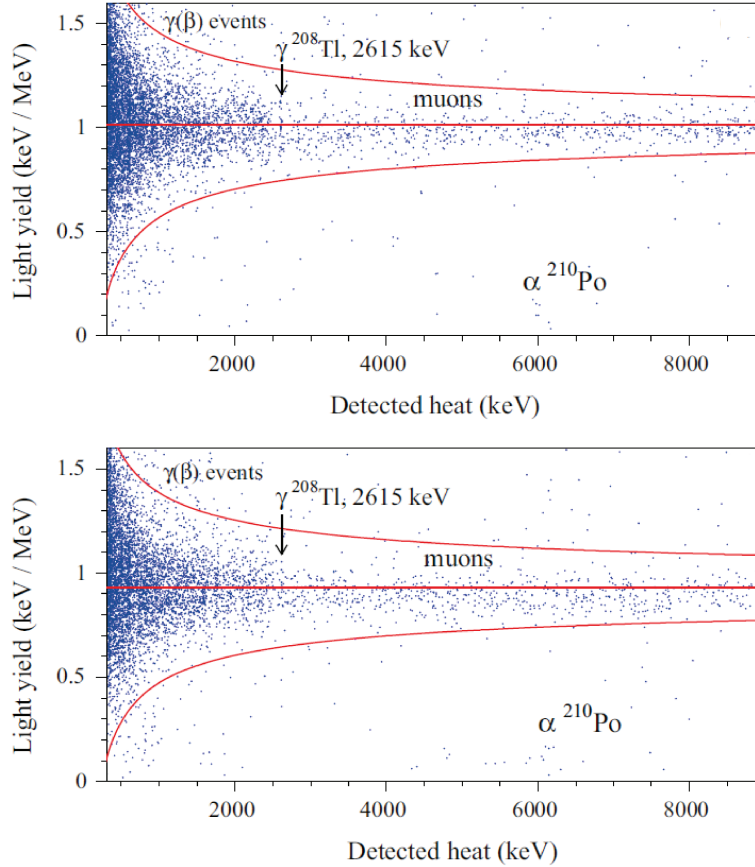 1.5
γ(β) events
γ ²⁰⁸Tl, 2615 keV
muons
1
0.5
α ²¹⁰Po
0
2000 4000 6000 8000
Light yield (keV / MeV)
Detected heat (keV)
1.5
γ(β) events
γ ²⁰⁸Tl, 2615 keV
muons
1
0.5
α ²¹⁰Po
0
2000 4000 6000 8000
Light yield (keV / MeV)
Detected heat (keV)